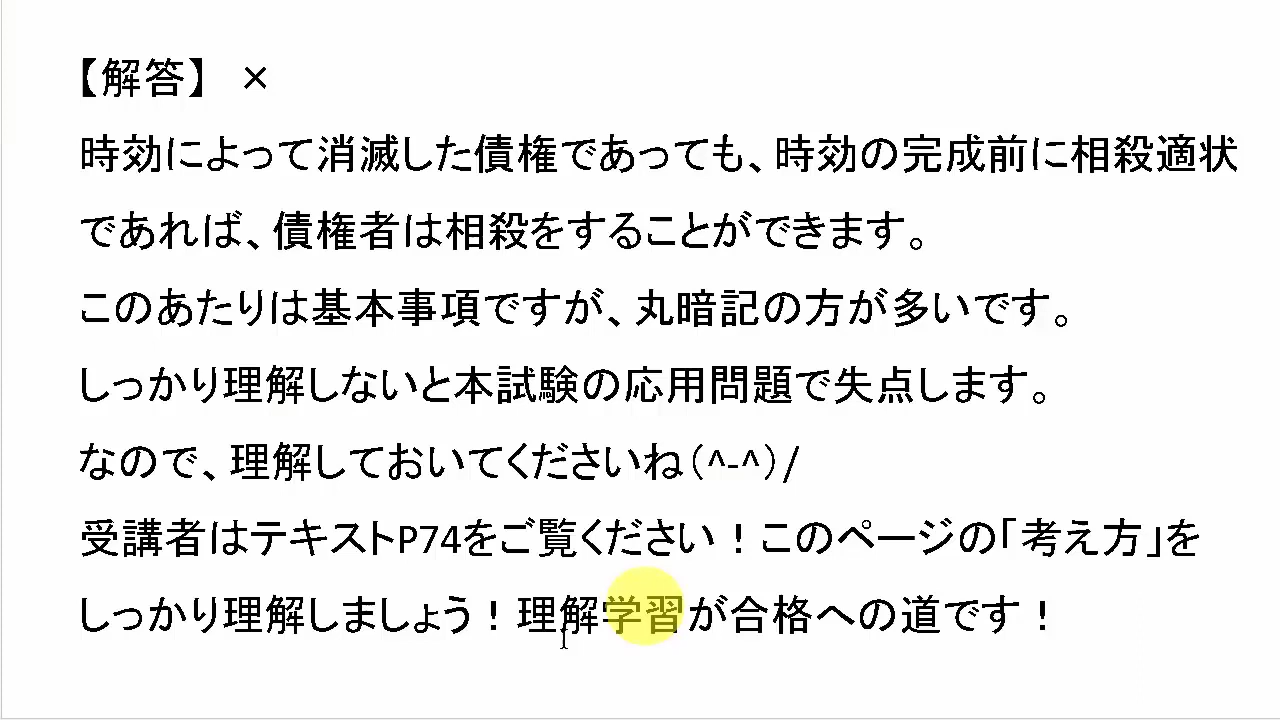 【解答】 ×
時効によって消滅した債権であっても、時効の完成前に相殺適状
であれば、債権者は相殺をすることができます。
このあたりは基本事項ですが、丸暗記の方が多いです。
しっかり理解しないと本試験の応用問題で失点します。
なので、理解しておいてくださいね(^-^)/
受講者はテキストP74をご覧ください！このページの「考え方」を
しっかり理解しましょう！理解学習が合格への道です！